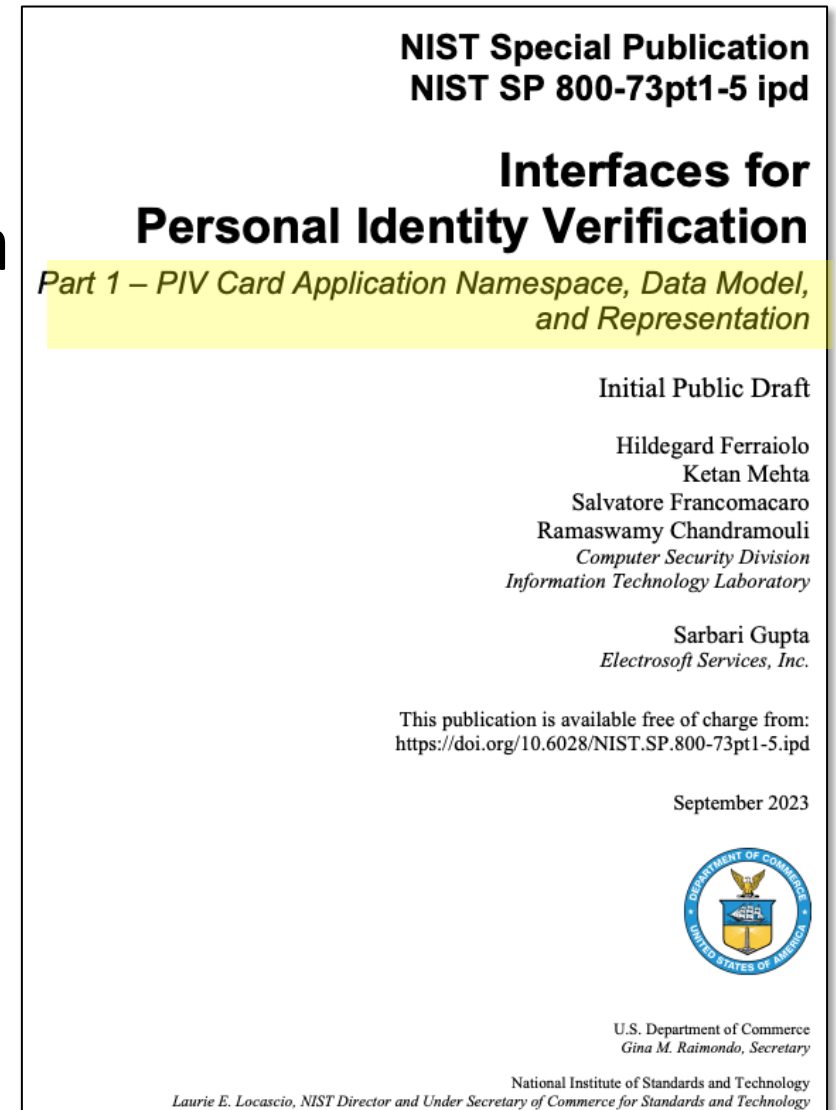 NIST Special Publication
NIST SP 800-73pt1-5 ipd
Interfaces for
Personal Identity Verification
Part 1 – PIV Card Application Namespace, Data Model,
and Representation
Initial Public Draft
Hildegard Ferraiolo
Ketan Mehta
Salvatore Francomacaro
Ramaswamy Chandramouli
Computer Security Division
Information Technology Laboratory
Sarbari Gupta
Electrosoft Services, Inc.
This publication is available free of charge from:
https://doi.org/10.6028/NIST.SP.800-73pt1-5.ipd
September 2023
DEPARTMENT OF COMMERCE
UNITED STATES OF AMERICA
U.S. Department of Commerce
Gina M. Raimondo, Secretary
National Institute of Standards and Technology
Laurie E. Locascio, NIST Director and Under Secretary of Commerce for Standards and Technology